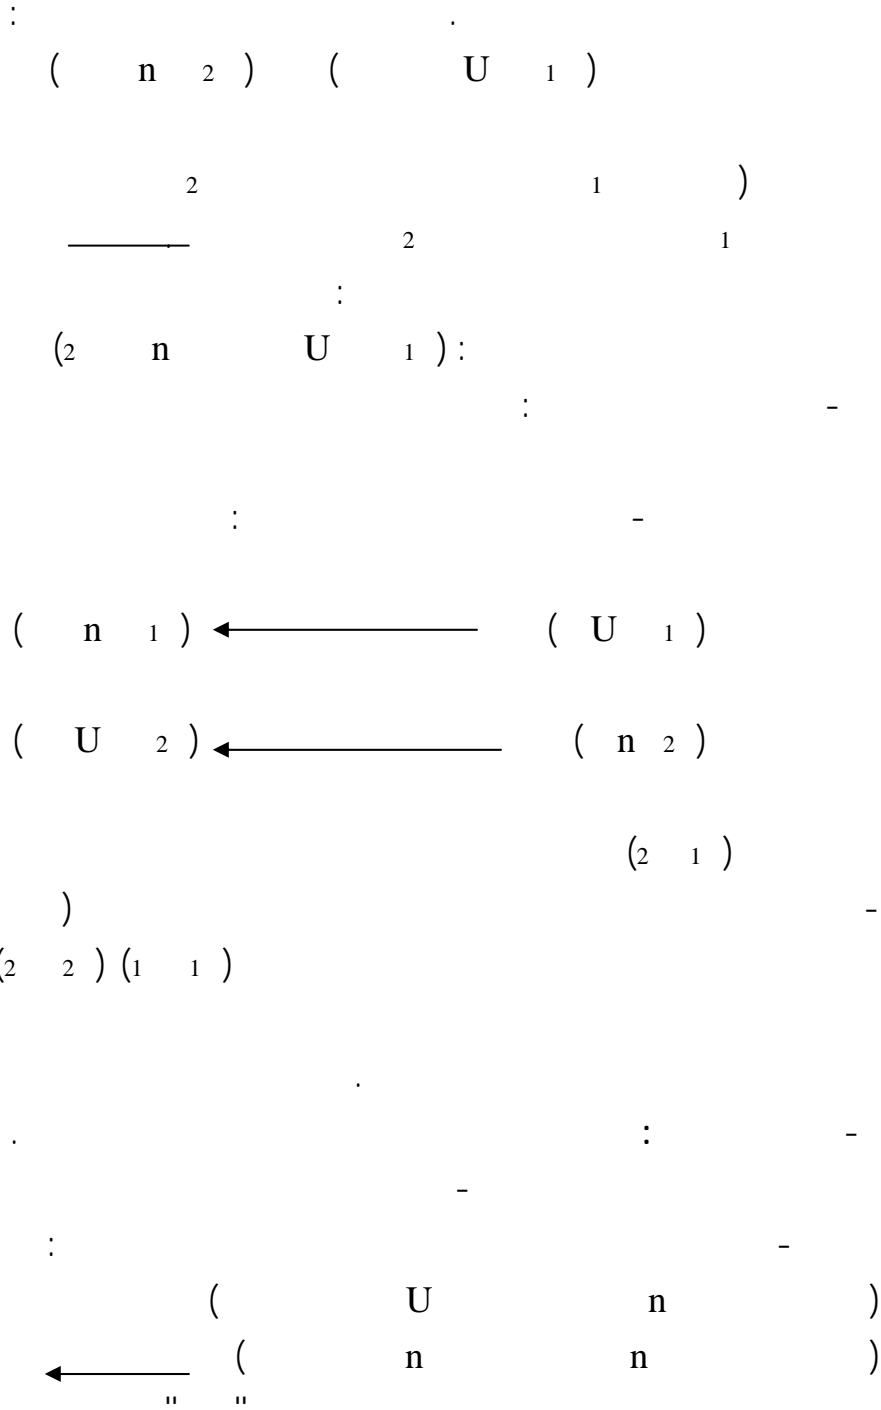 : .
( n 2 ) ( U 1 )
2 1 )
. 2 1
:
(2 n U 1 ) :
: -
: -
( n 1 ) ( U 1 )
( U 2 ) ( n 2 )
(2 1 )
) -
(2 2 ) (1 1 )
.
. : -
-
: -
( U n )
( n n )
" "